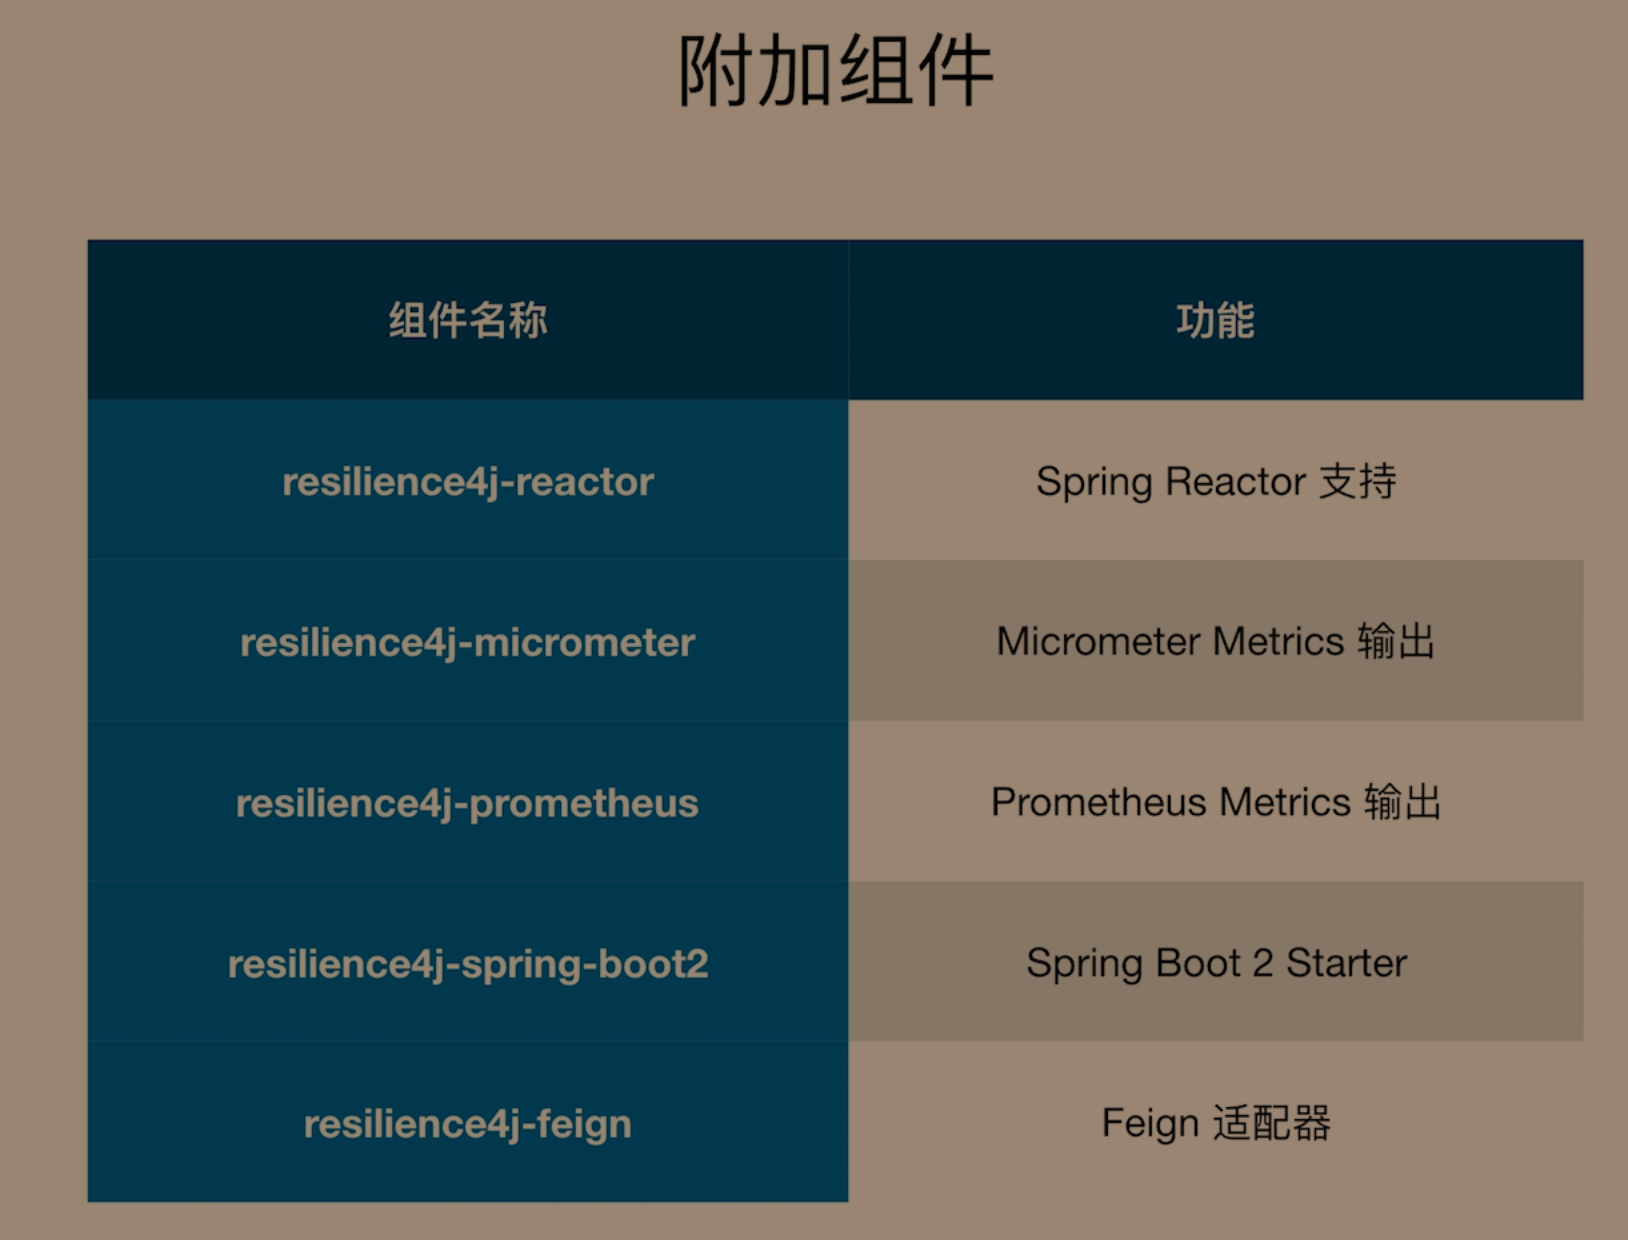 附加组件
组件名称 功能
resilience4j-reactor Spring Reactor 支持
resilience4j-micrometer Micrometer Metrics 输出
resilience4j-prometheus Prometheus Metrics 输出
resilience4j-spring-boot2 Spring Boot 2 Starter
resilience4j-feign Feign 适配器